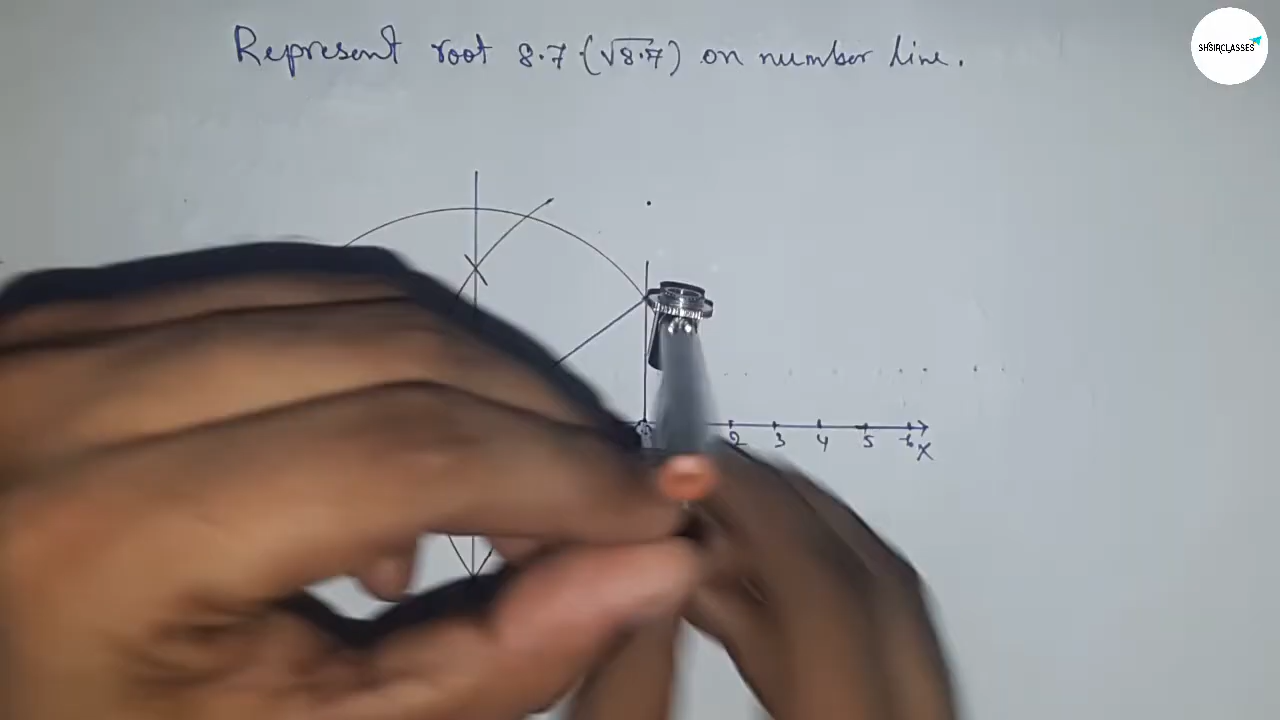 Represent root 8.7 (√8.7) on number line.
SHSIRCLASSES
2 3 4 5 6
X